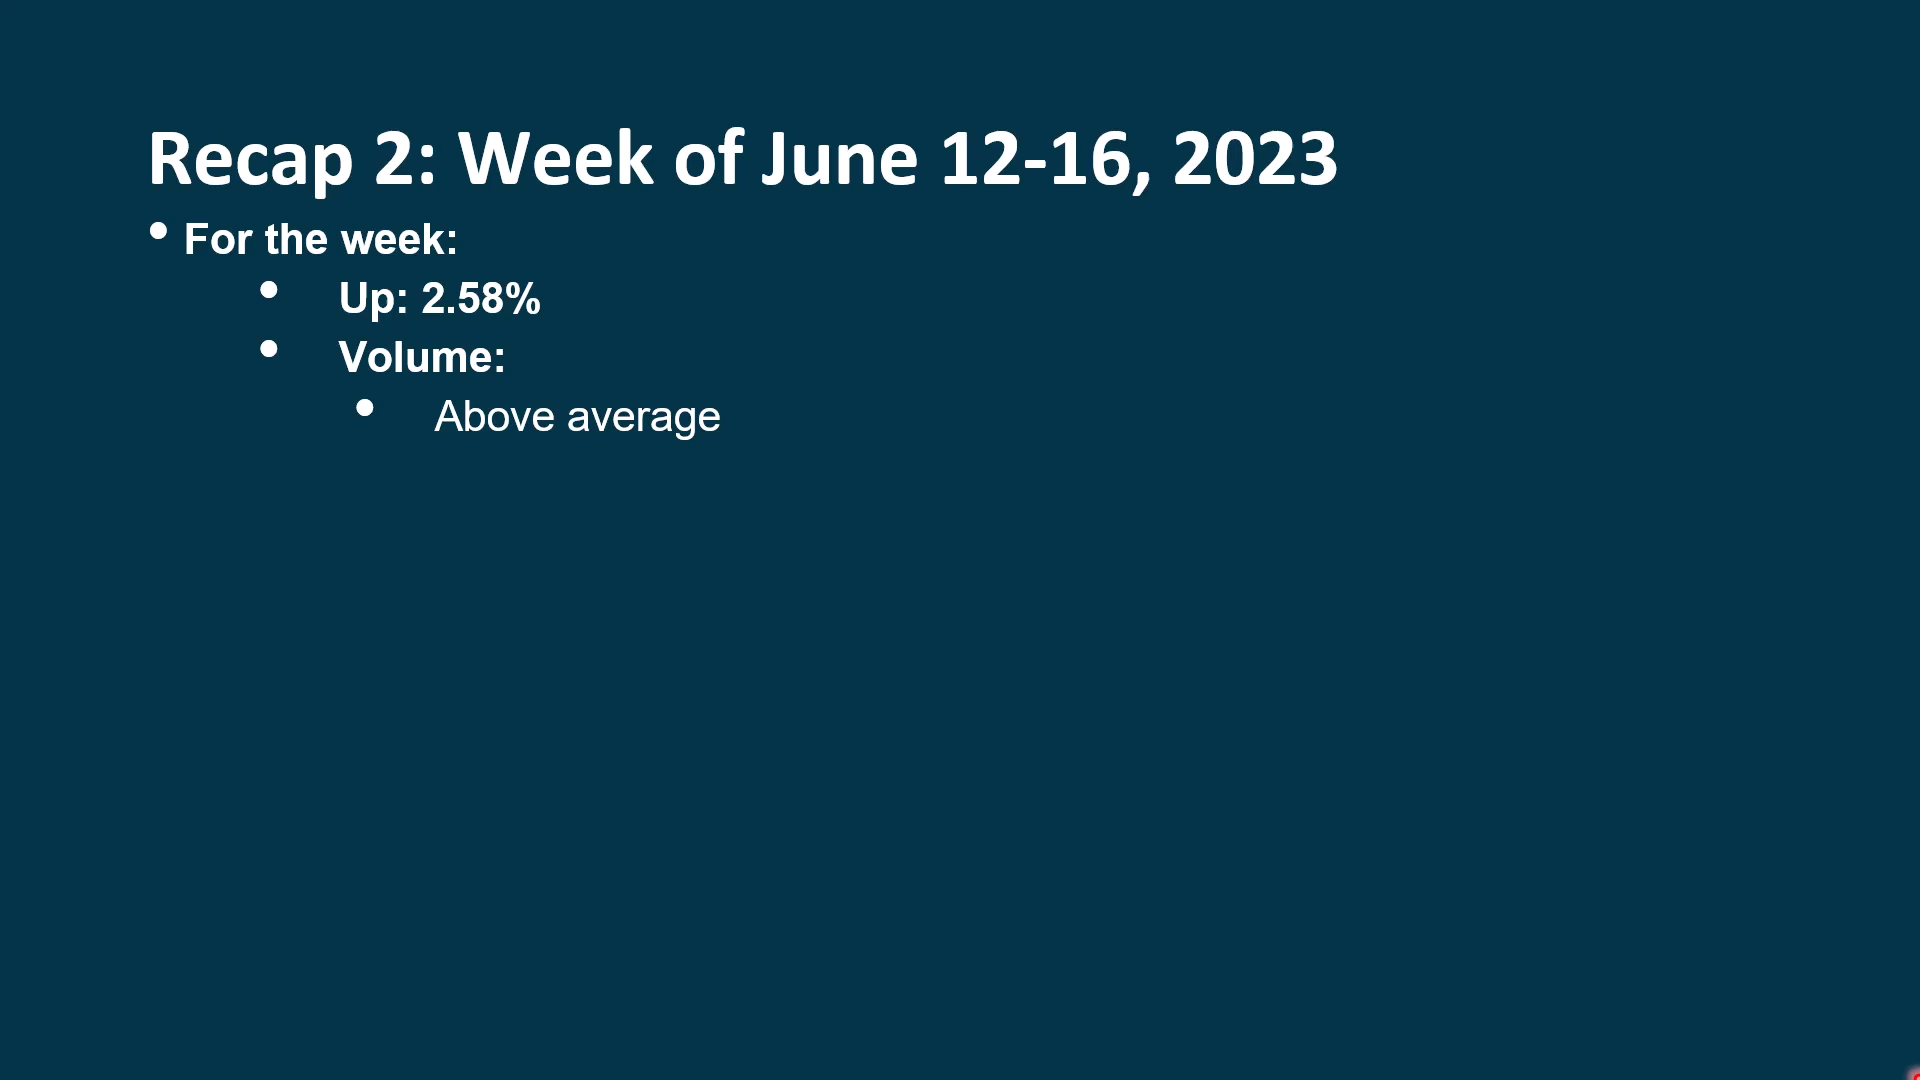 Recap 2: Week of June 12-16, 2023
• For the week:
• Up: 2.58%
• Volume:
• Above average